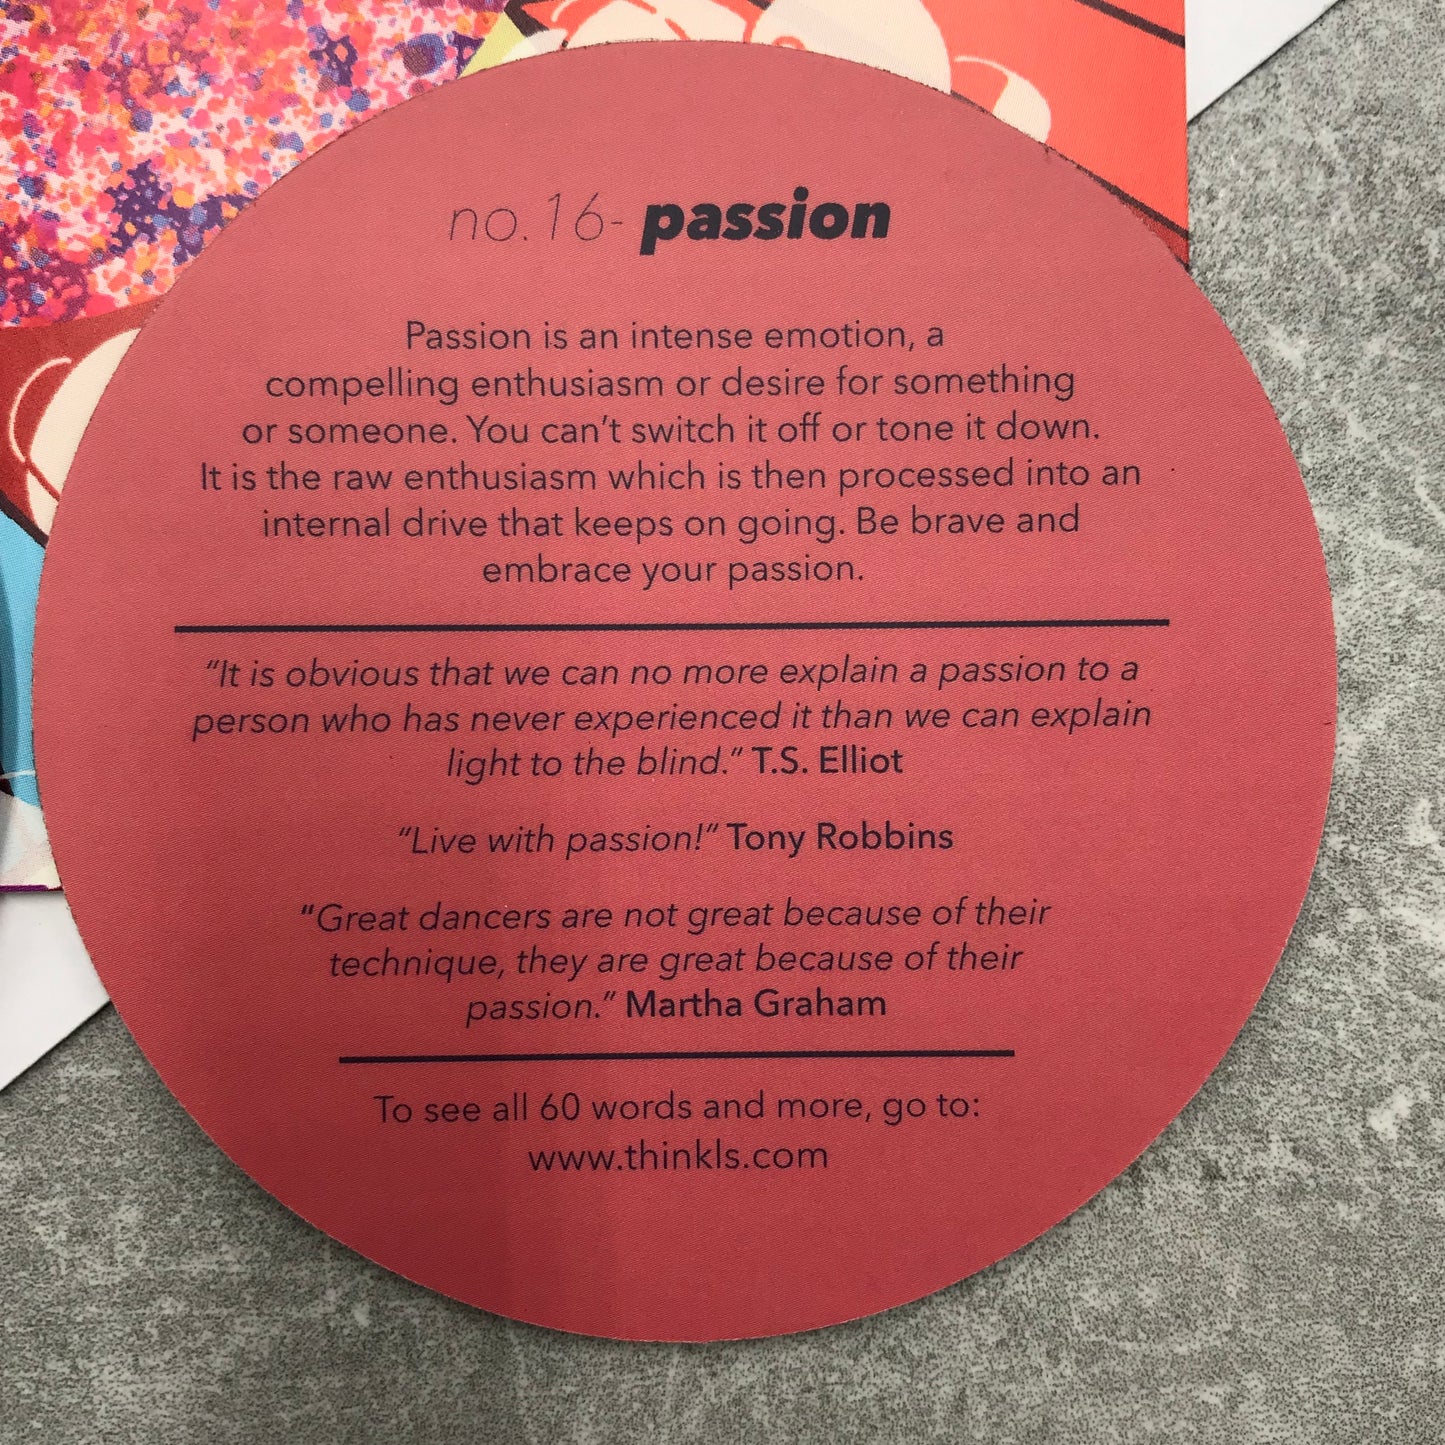 no.16- passion
Passion is an intense emotion, a
compelling enthusiasm or desire for something
or someone. You can't switch it off or tone it down.
It is the raw enthusiasm which is then processed into an
internal drive that keeps on going. Be brave and
embrace your passion.
"It is obvious that we can no more explain a passion to a
person who has never experienced it than we can explain
light to the blind." T.S. Elliot
"Live with passion!" Tony Robbins
"Great dancers are not great because of their
technique, they are great because of their
passion." Martha Graham
To see all 60 words and more, go to:
www.thinkls.com